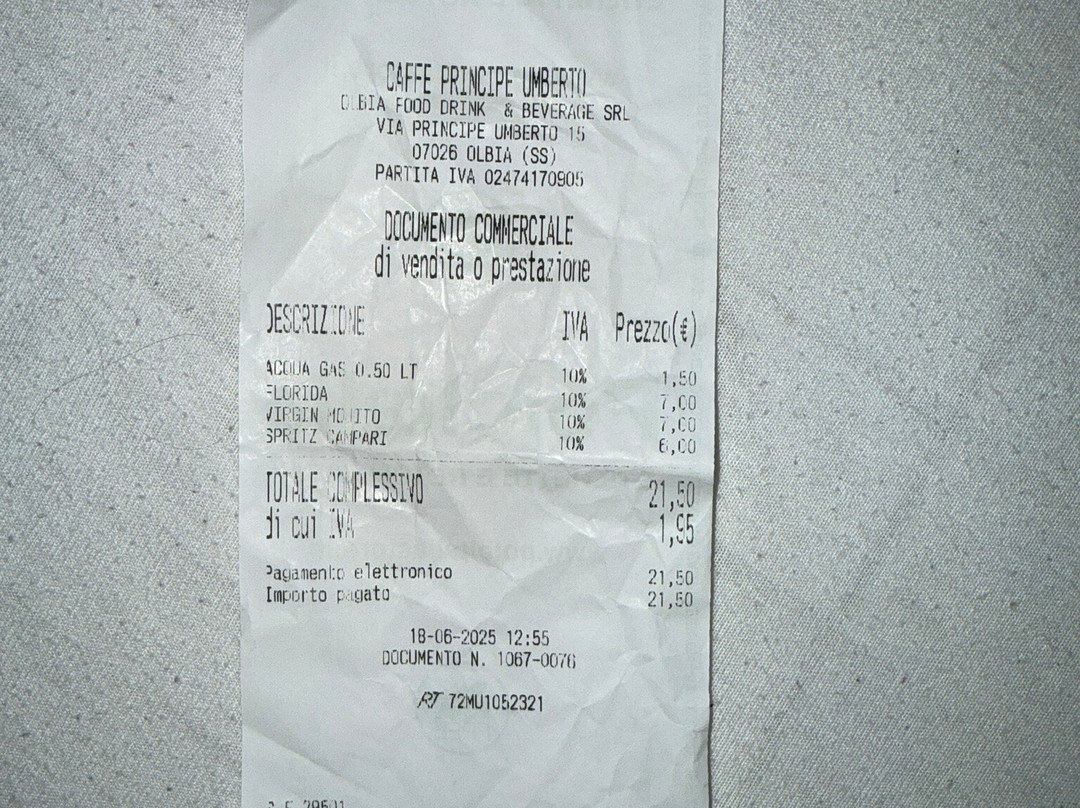 CAFFE PRINCIPE UMBERTO
OLBIA FOOD DRINK & BEVERAGE SRL
VIA PRINCIPE UMBERTO 15
07026 OLBIA (SS)
PARTITA IVA 02474170905
DOCUMENTO COMMERCIALE
di vendita o prestazione
DESCRIZIONE IVA Prezzo(€)
ACQUA GAS 0.50 LT 10% 1,50
FLORIDA 10% 7,00
VIRGIN MOJITO 10% 7,00
SPRITZ CAMPARI 10% 6,00
TOTALE COMPLESSIVO 21,50
di cui IVA 1,95
Pagamento elettronico 21,50
Importo pagato 21,50
18-06-2025 12:55
DOCUMENTO N. 1067-0076
RT 72MU1052321